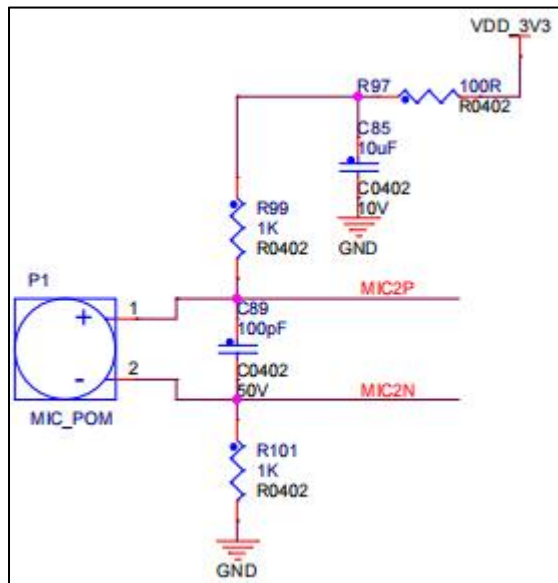 VDD_3V3
R97
100R
R0402
C85
10uF
C0402
10V
GND
R99
1K
R0402
P1
+
1
MIC2P
C89
100pF
2
-
C0402
50V
MIC2N
MIC_POM
R101
1K
R0402
GND